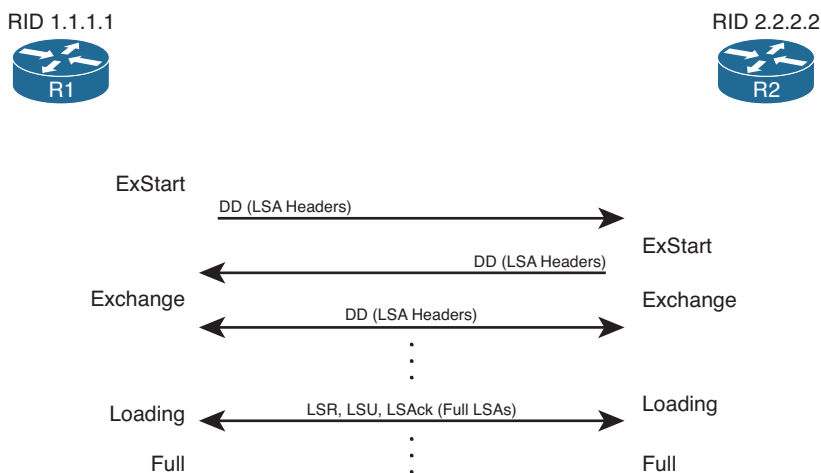 RID 1.1.1.1
RID 2.2.2.2
R1
R2
ExStart
DD (LSA Headers)
ExStart
DD (LSA Headers)
Exchange
Exchange
DD (LSA Headers)
Loading
LSR, LSU, LSAck (Full LSAs)
Loading
Full
Full